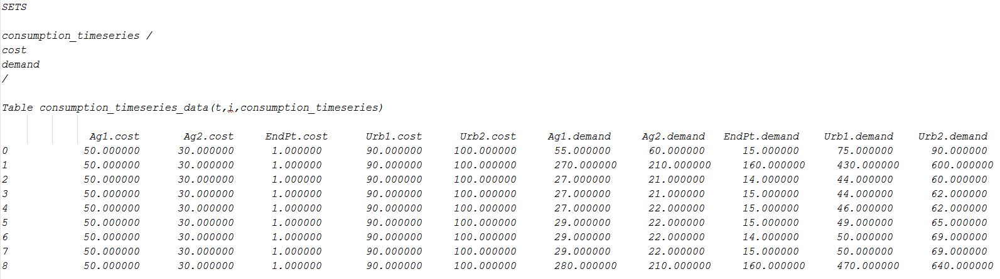 SETS
consumption_timeseries /
cost
demand
/
Table consumption_timeseries_data(t,i,consumption_timeseries)
Ag1.cost Ag2.cost EndPt.cost Urb1.cost Urb2.cost Ag1.demand Ag2.demand EndPt.demand Urb1.demand Urb2.demand
0 50.000000 30.000000 1.000000 90.000000 100.000000 55.000000 60.000000 15.000000 75.000000 90.000000
1 50.000000 30.000000 1.000000 90.000000 100.000000 270.000000 210.000000 160.000000 430.000000 600.000000
2 50.000000 30.000000 1.000000 90.000000 100.000000 27.000000 21.000000 14.000000 44.000000 60.000000
3 50.000000 30.000000 1.000000 90.000000 100.000000 27.000000 21.000000 15.000000 44.000000 62.000000
4 50.000000 30.000000 1.000000 90.000000 100.000000 27.000000 22.000000 15.000000 46.000000 62.000000
5 50.000000 30.000000 1.000000 90.000000 100.000000 29.000000 22.000000 15.000000 49.000000 65.000000
6 50.000000 30.000000 1.000000 90.000000 100.000000 29.000000 22.000000 14.000000 50.000000 69.000000
7 50.000000 30.000000 1.000000 90.000000 100.000000 29.000000 22.000000 15.000000 50.000000 69.000000
8 50.000000 30.000000 1.000000 90.000000 100.000000 280.000000 210.000000 160.000000 470.000000 640.000000